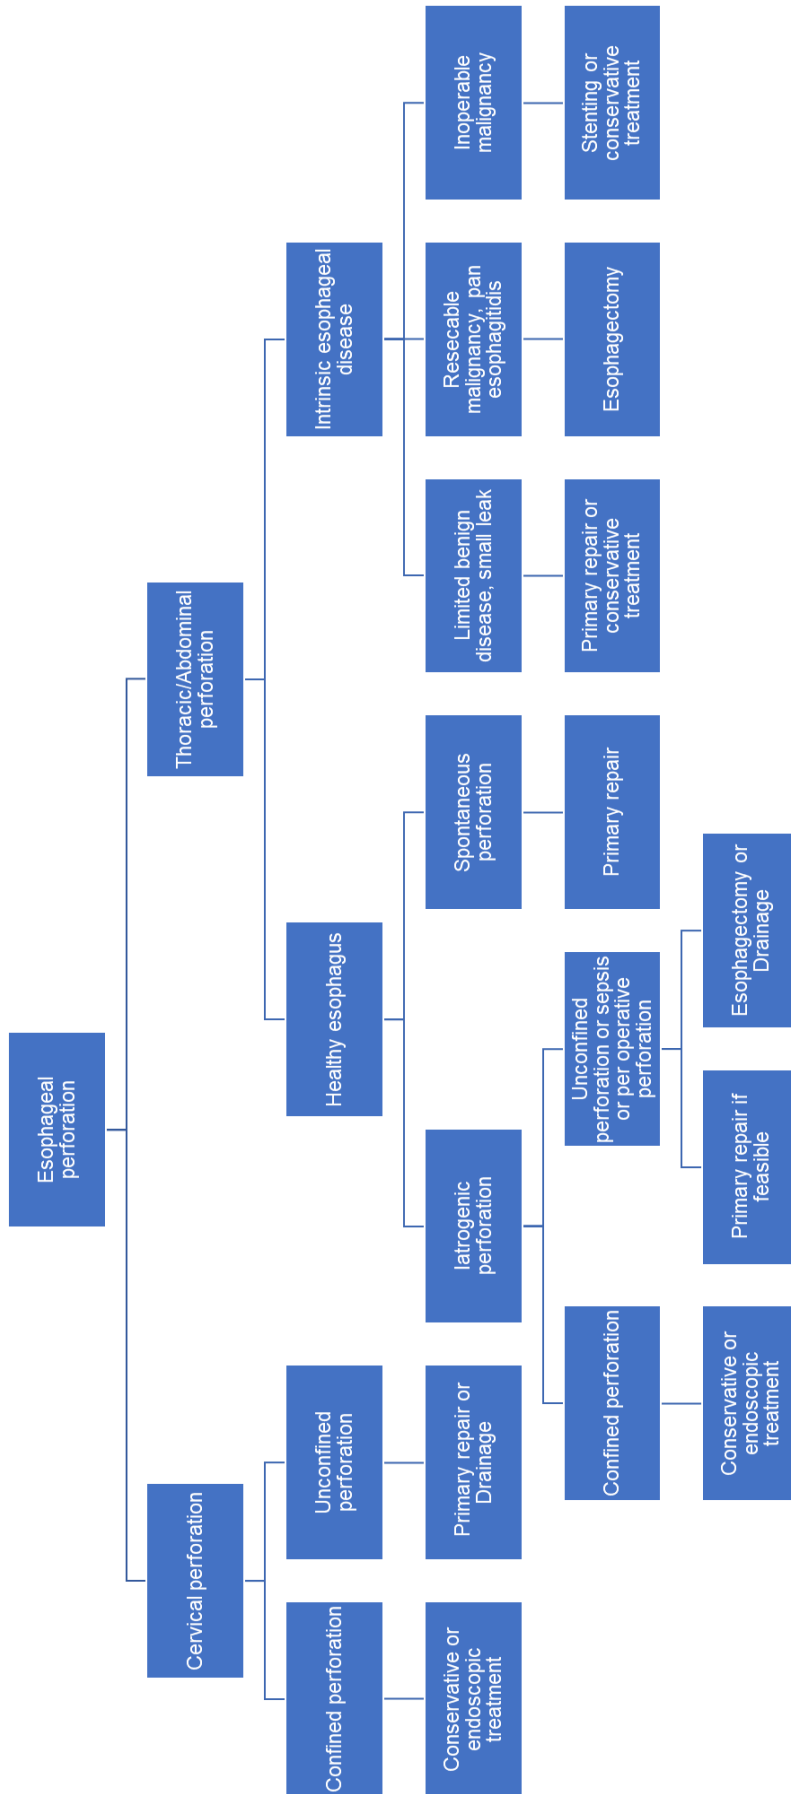 Esophageal
perforation
Cervical perforation
Thoracic/Abdominal
perforation
Confined perforation
Unconfined
perforation
Healthy esophagus
Intrinsic esophageal
disease
Conservative or
endoscopic
treatment
Primary repair or
Drainage
Iatrogenic
perforation
Spontaneous
perforation
Limited benign
disease, small leak
Resecable
malignancy, pan
esophagitidis
Inoperable
malignancy
Confined perforation
Unconfined
perforation or sepsis
or per operative
perforation
Primary repair
Primary repair or
conservative
treatment
Esophagectomy
Stenting or
conservative
treatment
Conservative or
endoscopic
treatment
Primary repair if
feasible
Esophagectomy or
Drainage